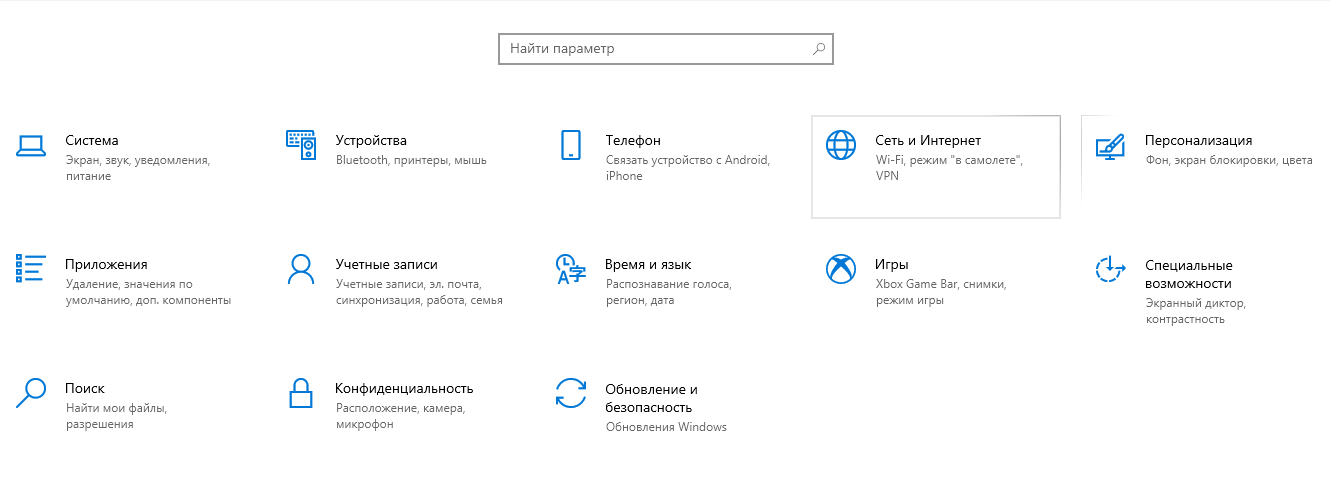 Найти параметр
Система
Экран, звук, уведомления,
питание
Устройства
Bluetooth, принтеры, мышь
Телефон
Связать устройство с Android,
iPhone
Сеть и Интернет
Wi-Fi, режим "в самолете",
VPN
Персонализация
Фон, экран блокировки, цвета
Приложения
Удаление, значения по
умолчанию, доп. компоненты
Учетные записи
Учетные записи, эл. почта,
синхронизация, работа, семья
Время и язык
Распознавание голоса,
регион, дата
Игры
Xbox Game Bar, снимки,
режим игры
Специальные
возможности
Экранный диктор,
контрастность
Поиск
Найти мои файлы,
разрешения
Конфиденциальность
Расположение, камера,
микрофон
Обновление и
безопасность
Обновления Windows